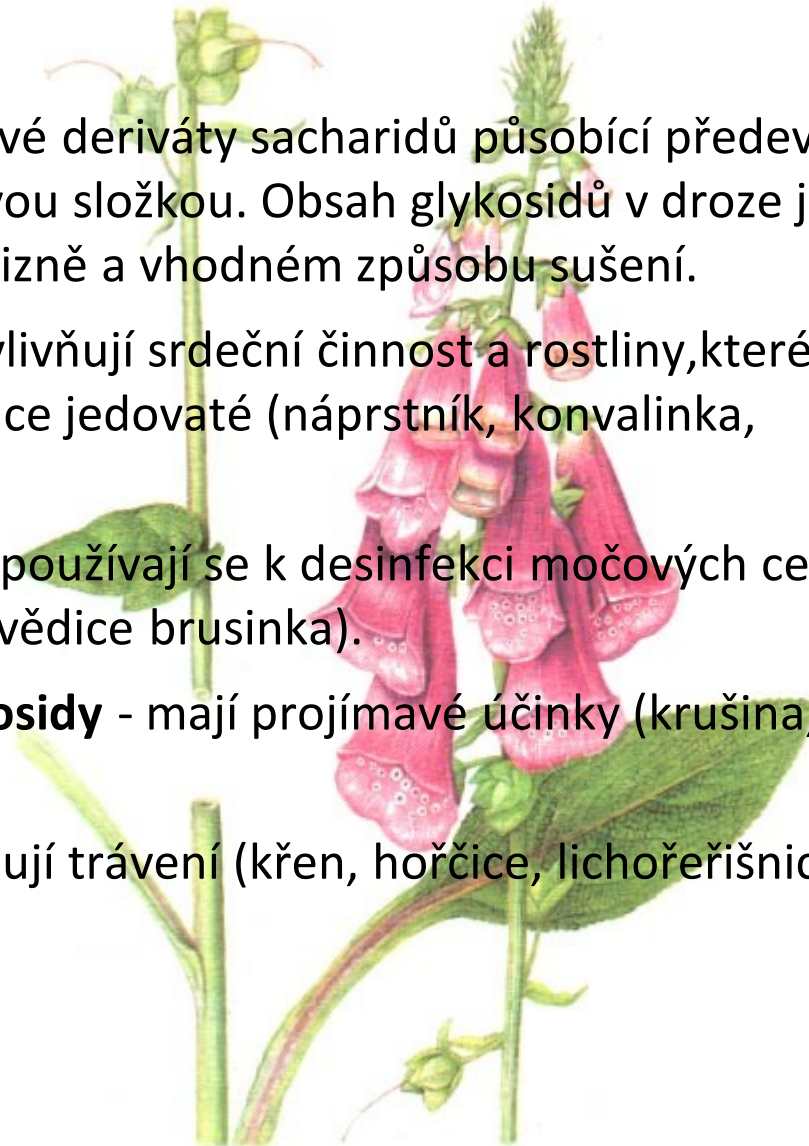 vé deriváty sacharidů působící předev
vou složkou. Obsah glykosidů v droze j
izně a vhodném způsobu sušení.
vlivňují srdeční činnost a rostliny,které
ce jedovaté (náprstník, konvalinka,
používají se k desinfekci močových ce
vědice brusinka).
osidy - mají projímavé účinky (krušina,
ují trávení (křen, hořčice, lichořeřišnic